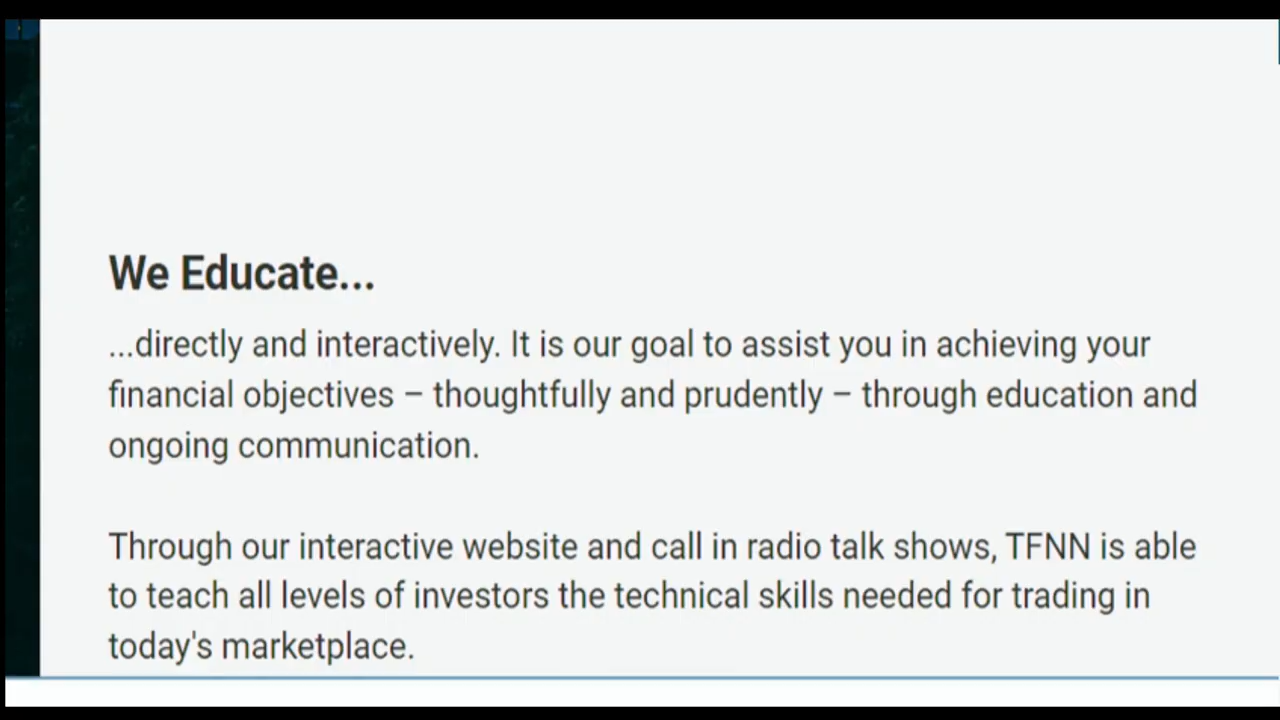 We Educate...
...directly and interactively. It is our goal to assist you in achieving your
financial objectives – thoughtfully and prudently – through education and
ongoing communication.
Through our interactive website and call in radio talk shows, TFNN is able
to teach all levels of investors the technical skills needed for trading in
today's marketplace.